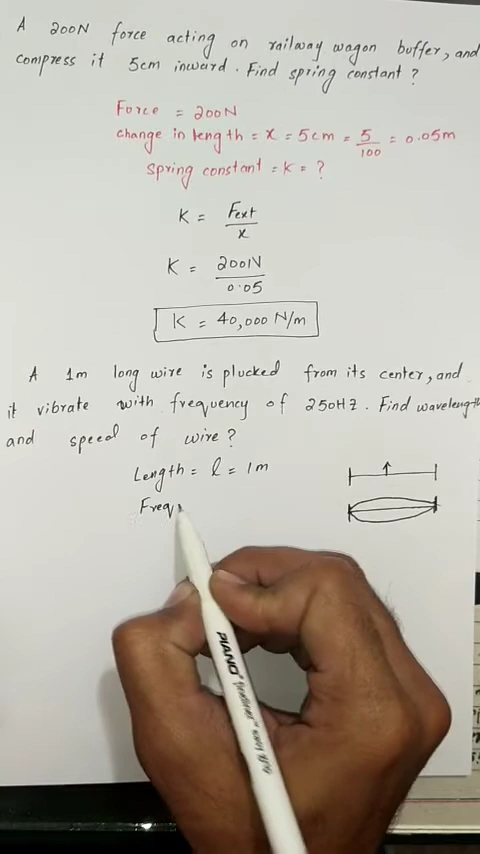 A 200N force acting on railway wagon buffer, and
compress it 5cm inward. Find spring constant ?
Force = 200N
change in length = x = 5cm = 5/100 = 0.05m
spring constant = K = ?
K = Fext/x
K = 200N/0.05
K = 40,000 N/m
A 1m long wire is plucked from its center, and
it vibrate with frequency of 250HZ. Find wavelength
and speed of wire ?
Length = l = 1m
Frequ
PIANO